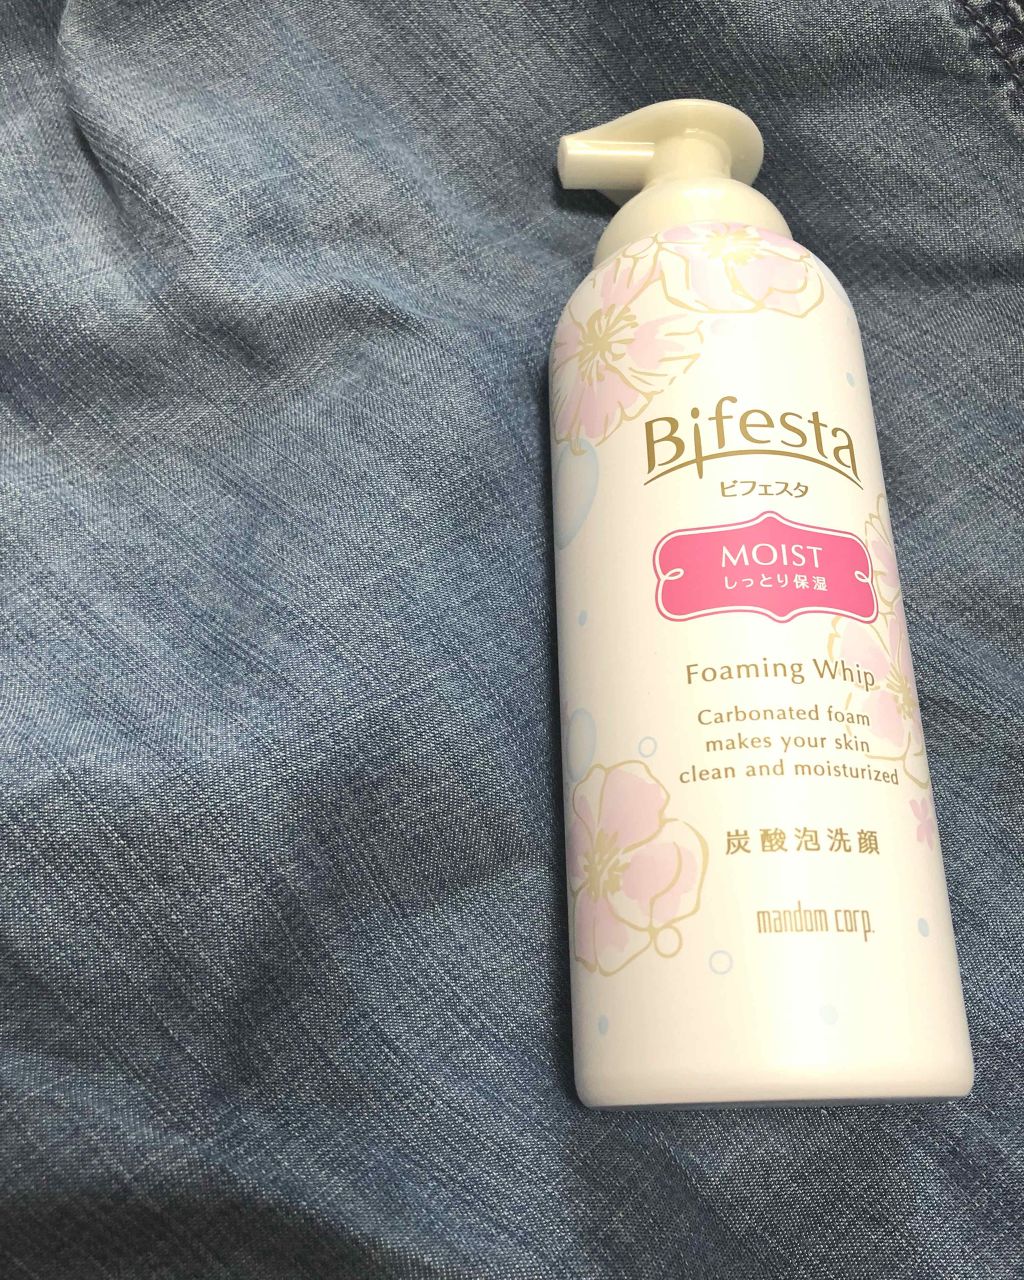 Bifesta
ビフェスタ
MOIST
しっとり保湿
Foaming Whip
Carbonated foam
makes your skin
clean and moisturized
炭酸泡洗顔
mandom corp.